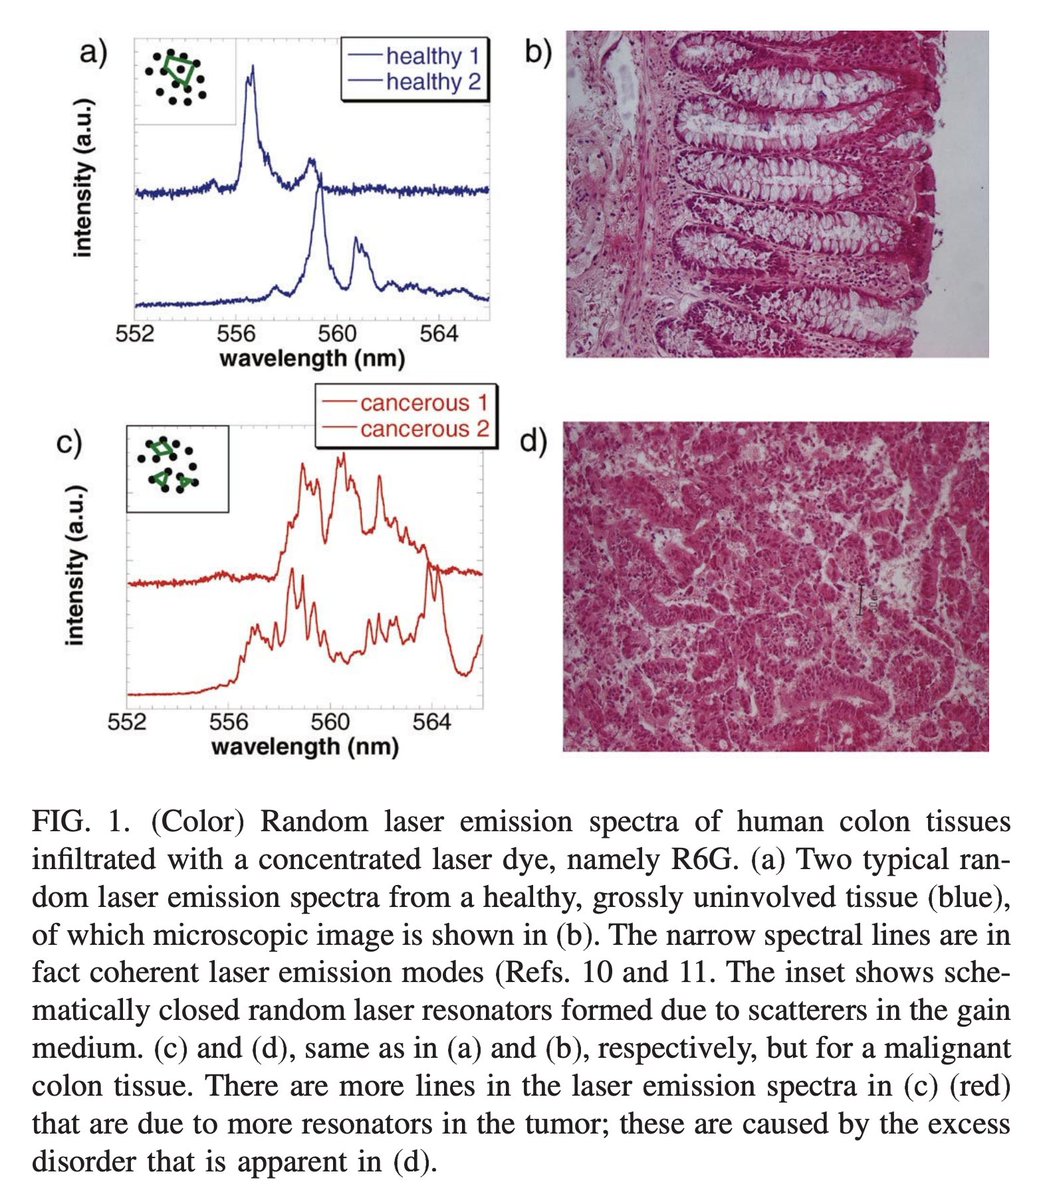 a)
healthy 1
healthy 2
intensity (a.u.)
552
556
560
564
wavelength (nm)
b)
c)
cancerous 1
cancerous 2
intensity (a.u.)
552
556
560
564
wavelength (nm)
d)
FIG. 1. (Color) Random laser emission spectra of human colon tissues
infiltrated with a concentrated laser dye, namely R6G. (a) Two typical ran-
dom laser emission spectra from a healthy, grossly uninvolved tissue (blue),
of which microscopic image is shown in (b). The narrow spectral lines are in
fact coherent laser emission modes (Refs. 10 and 11. The inset shows sche-
matically closed random laser resonators formed due to scatterers in the gain
medium. (c) and (d), same as in (a) and (b), respectively, but for a malignant
colon tissue. There are more lines in the laser emission spectra in (c) (red)
that are due to more resonators in the tumor; these are caused by the excess
disorder that is apparent in (d).